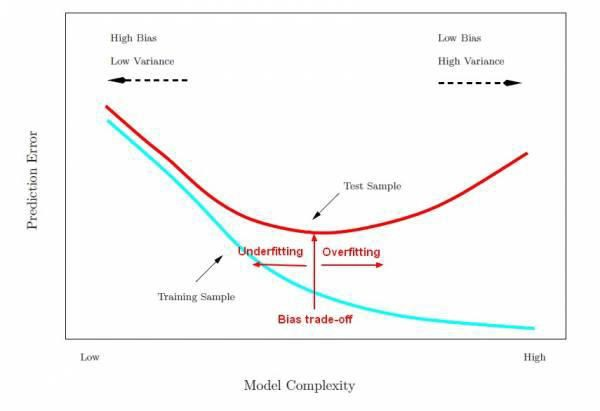 High Bias
Low Variance
Low Bias
High Variance
Prediction Error
Test Sample
Underfitting
Overfitting
Training Sample
Bias trade-off
Low
High
Model Complexity